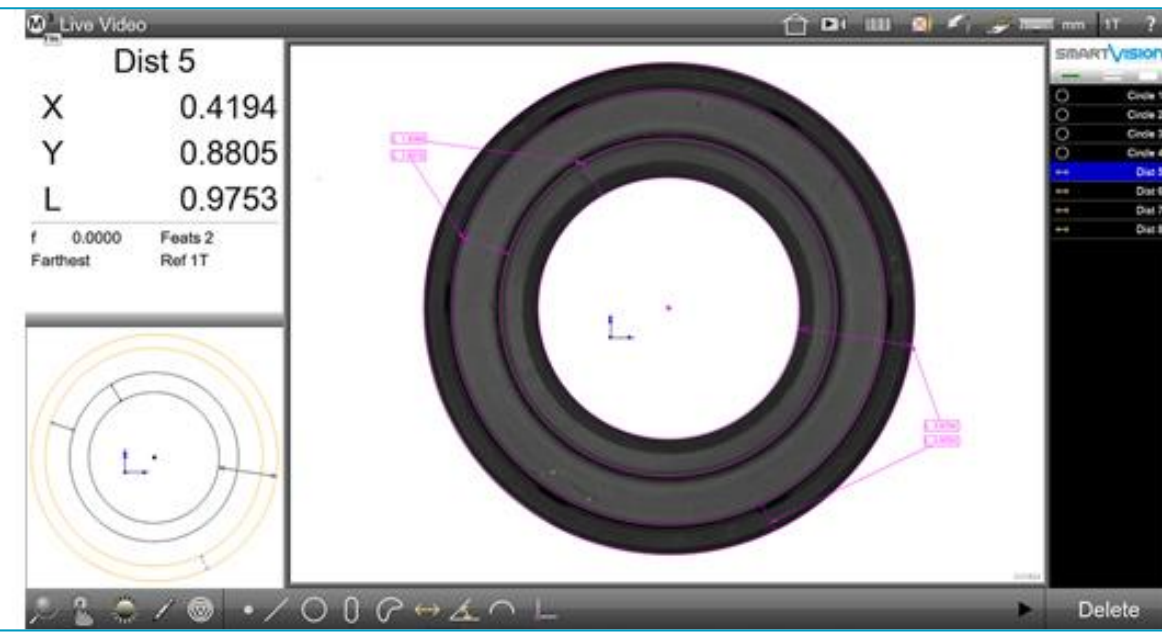 M Live Video
mm 1T ?
Dist 5
X 0.4194
Y 0.8805
L 0.9753
f 0.0000 Feats 2
Farthest Ref 1T
SMARTVISION
Circle 1
Circle 2
Circle 3
Circle 4
Dist 5
Dist 6
Dist 7
Dist 8
Delete